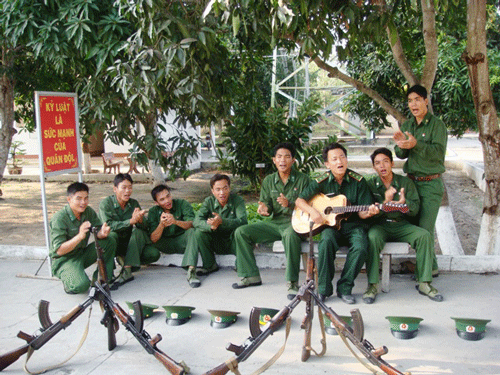 KỶ LUẬT
LÀ
SỨC MẠNH
CỦA
QUÂN ĐỘI